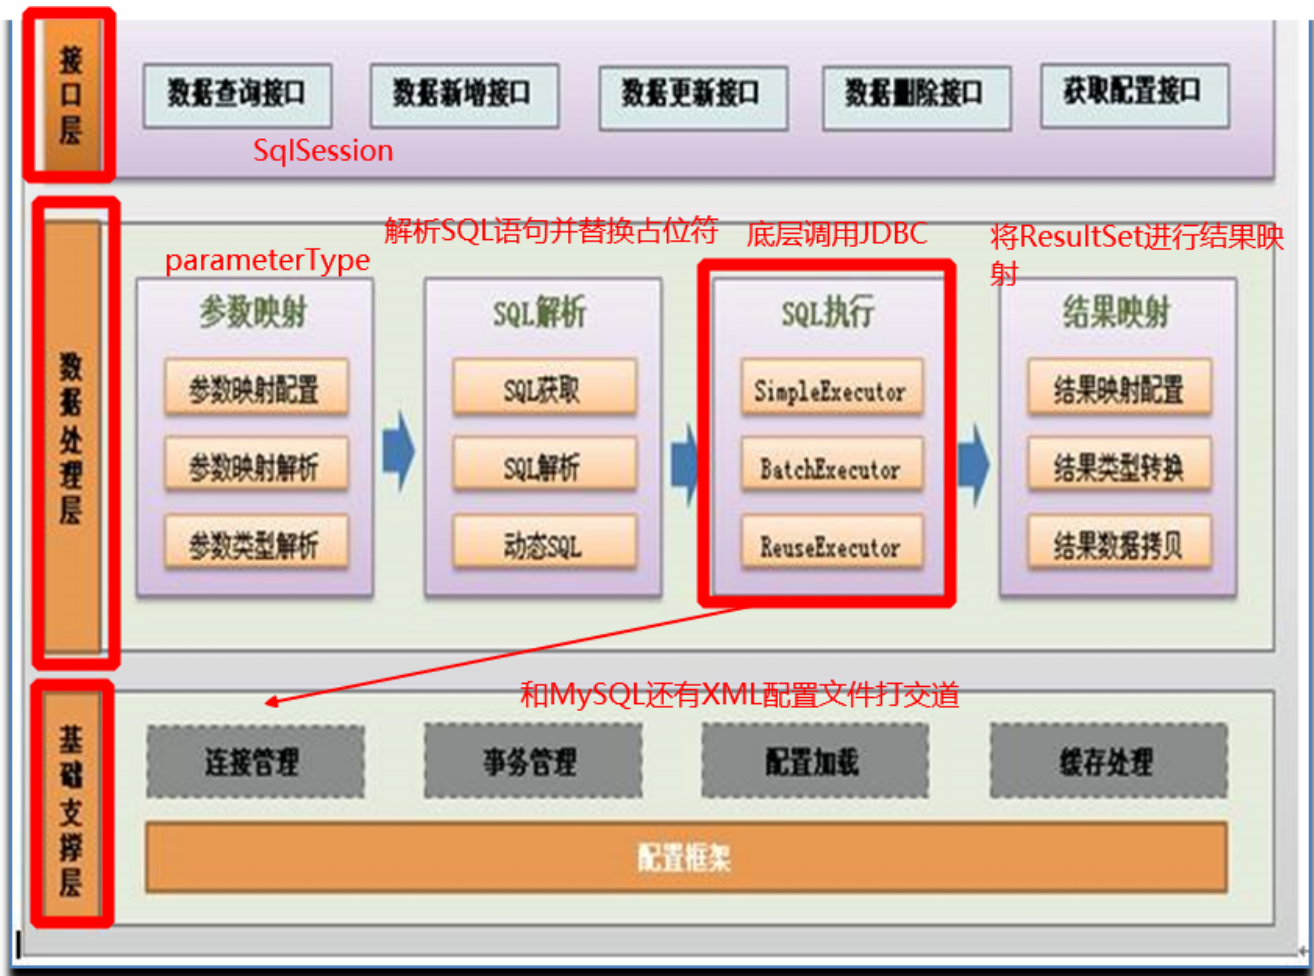 接口层
数据查询接口
数据新增接口
数据更新接口
数据删除接口
获取配置接口
SqlSession
数据处理层
parameterType
解析SQL语句并替换占位符
底层调用JDBC
将ResultSet进行结果映
射
参数映射
参数映射配置
参数映射解析
参数类型解析
SQL解析
SQL获取
SQL解析
动态SQL
SQL执行
SimpleExecutor
BatchExecutor
ReuseExecutor
结果映射
结果映射配置
结果类型转换
结果数据拷贝
基础支撑层
和MySQL还有XML配置文件打交道
连接管理
事务管理
配置加载
缓存处理
配置框架